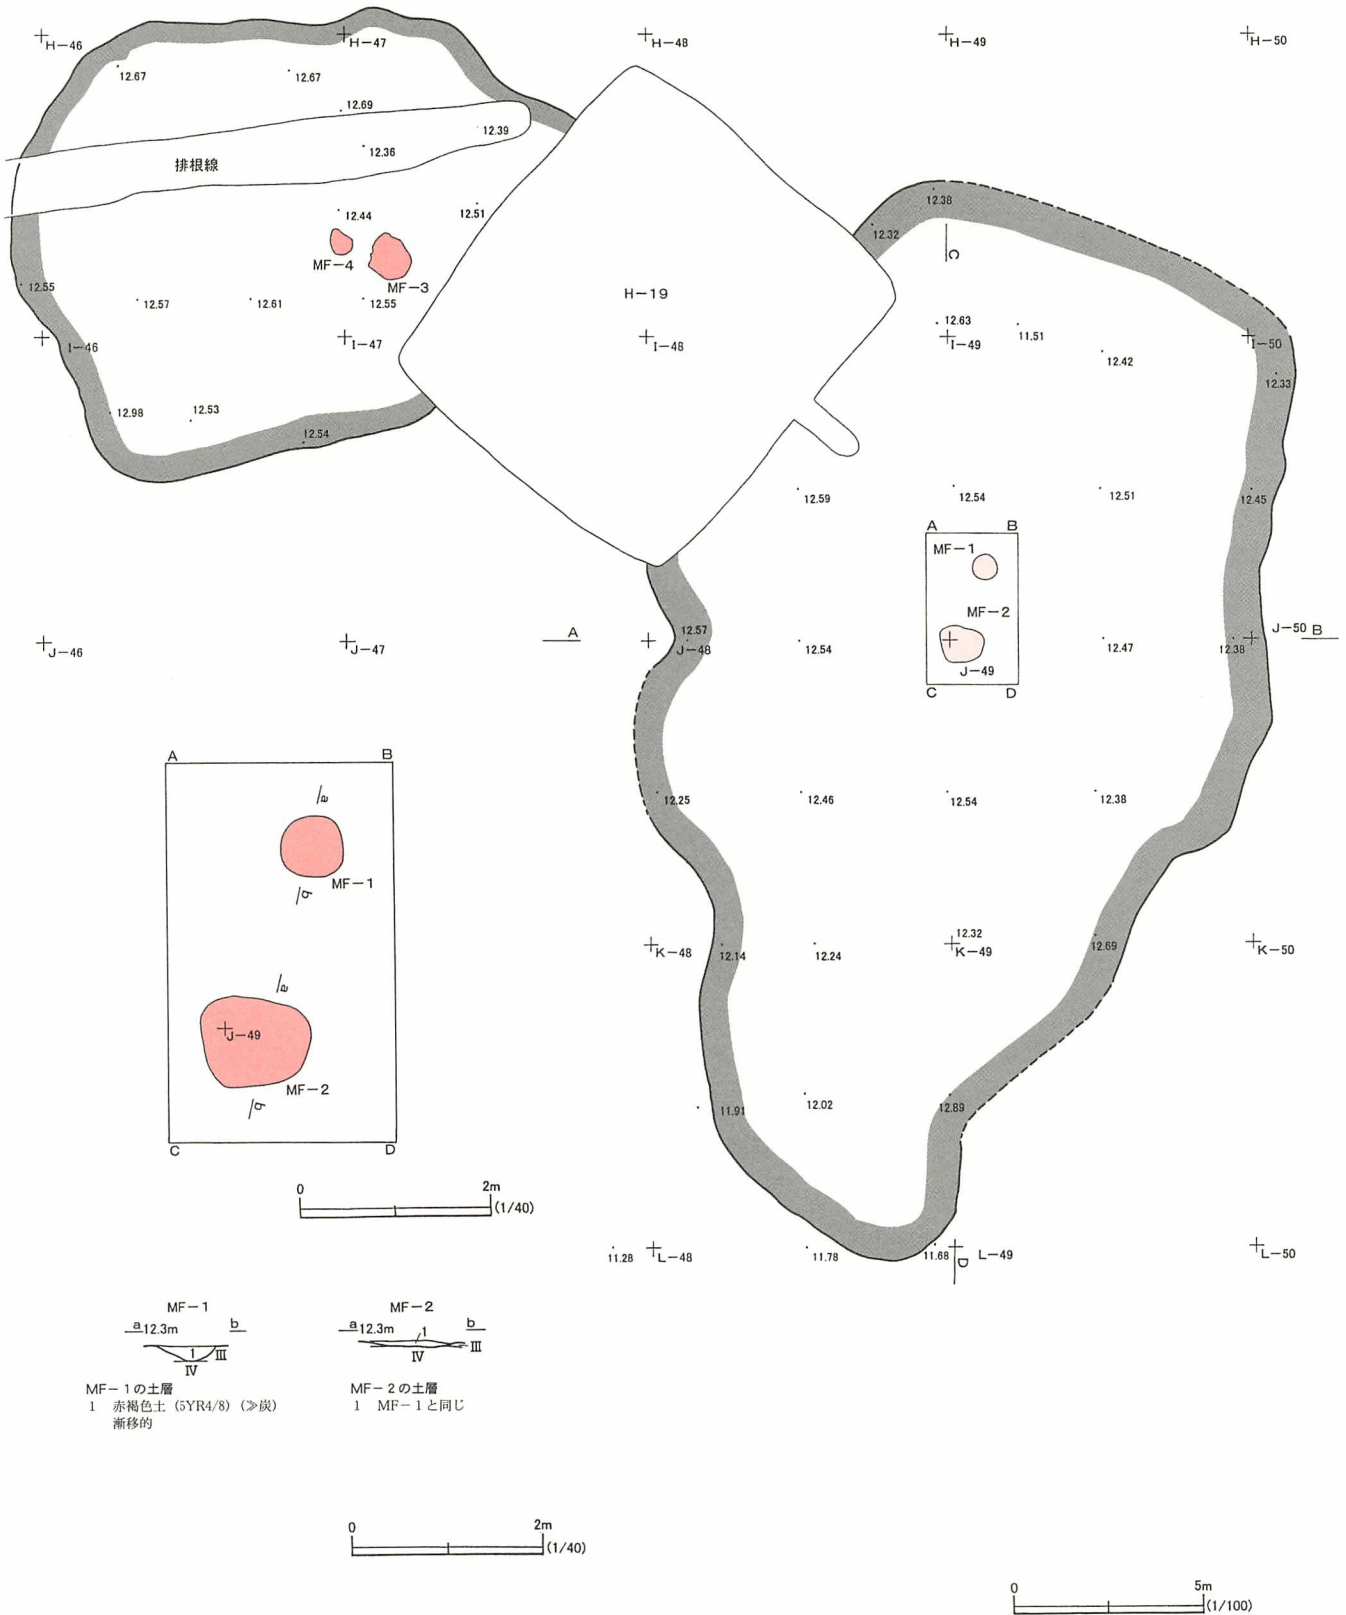 H-46
H-47
H-48
H-49
H-50
12.67
12.67
12.69
12.39
12.36
排根線
12.44
12.51
MF-4
MF-3
12.55
12.57
12.61
12.55
I-46
I-47
12.98
12.53
12.54
H-19
I-48
12.38
12.32
C
12.63
I-49
11.51
12.42
I-50
12.33
12.59
12.54
12.51
12.45
A
B
MF-1
MF-2
J-49
C
D
J-46
J-47
A
12.57
J-48
12.54
12.47
12.38
J-50
B
12.25
12.46
12.54
12.38
K-48
12.14
12.24
12.32
K-49
12.69
K-50
11.91
12.02
12.89
11.28
L-48
11.78
11.68
L-49
D
L-50
A
B
a
MF-1
b
a
J-49
MF-2
b
C
D
0
2m
(1/40)
MF-1
a 12.3m
b
1
III
IV
MF-1の土層
1 赤褐色土 (5YR4/8) (≫炭)
漸移的
MF-2
a 12.3m
b
1
III
IV
MF-2の土層
1 MF-1と同じ
0
2m
(1/40)
0
5m
(1/100)